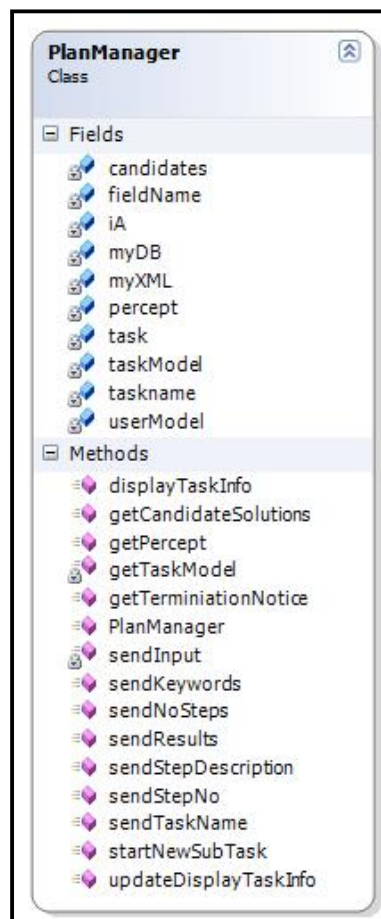 PlanManager
Class
Fields
candidates
fieldName
iA
myDB
myXML
percept
task
taskModel
taskname
userModel
Methods
displayTaskInfo
getCandidateSolutions
getPercept
getTaskModel
getTerminiationNotice
PlanManager
sendInput
sendKeywords
sendNoSteps
sendResults
sendStepDescription
sendStepNo
sendTaskName
startNewSubTask
updateDisplayTaskInfo